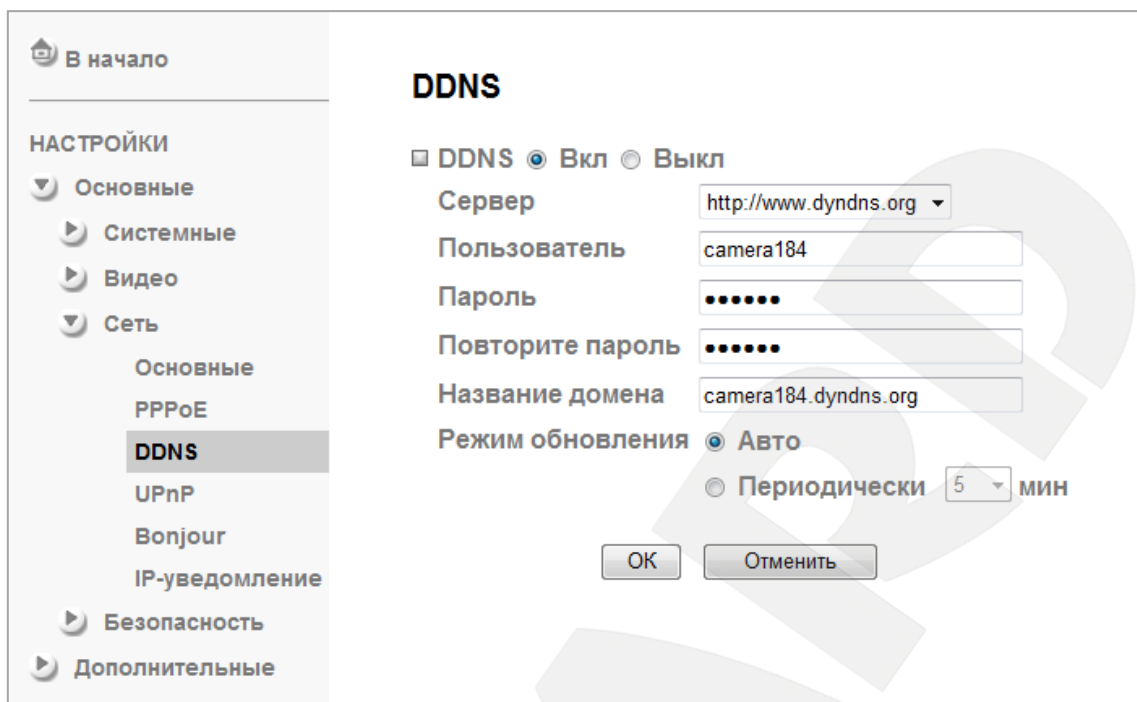 В начало
НАСТРОЙКИ
Основные
Системные
Видео
Сеть
Основные
PPPoE
DDNS
UPnP
Bonjour
IP-уведомление
Безопасность
Дополнительные
DDNS
DDNS Вкл Выкл
Сервер http://www.dyndns.org
Пользователь camera184
Пароль ••••••
Повторите пароль ••••••
Название домена camera184.dyndns.org
Режим обновления Авто
Периодически 5 мин
OK Отменить